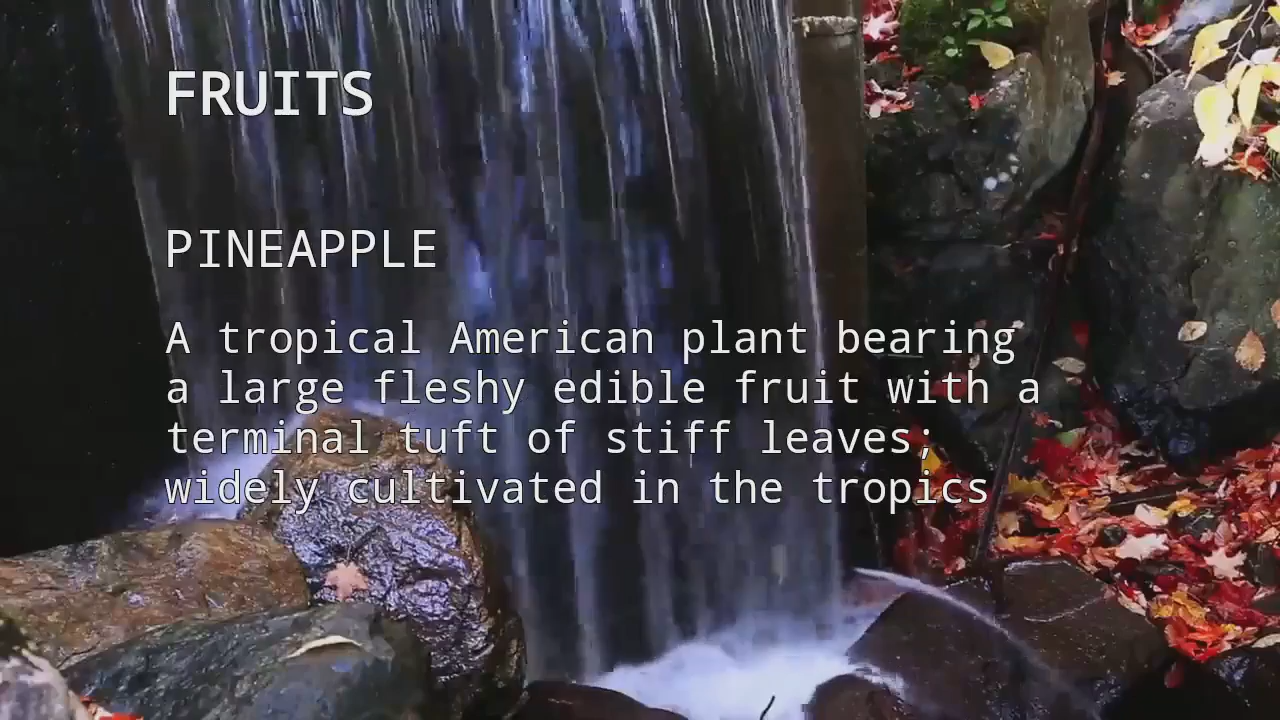 FRUITS
PINEAPPLE
A tropical American plant bearing
a large fleshy edible fruit with a
terminal tuft of stiff leaves;
widely cultivated in the tropics